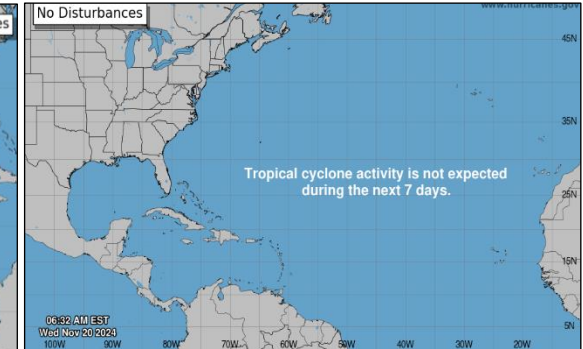 es
No Disturbances
www.hurricanes.gov
45N
35N
Tropical cyclone activity is not expected
during the next 7 days.
25N
15N
06:32 AM EST
Wed Nov 20 2024
5N
100W 90W 80W 70W 60W 50W 40W 30W 20W